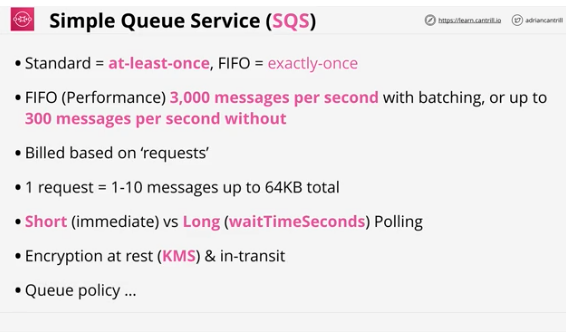 Simple Queue Service (SQS)
https://learn.cantrill.io
adriancantrill
• Standard = at-least-once, FIFO = exactly-once
• FIFO (Performance) 3,000 messages per second with batching, or up to
300 messages per second without
• Billed based on ‘requests’
• 1 request = 1-10 messages up to 64KB total
• Short (immediate) vs Long (waitTimeSeconds) Polling
• Encryption at rest (KMS) & in-transit
• Queue policy ...